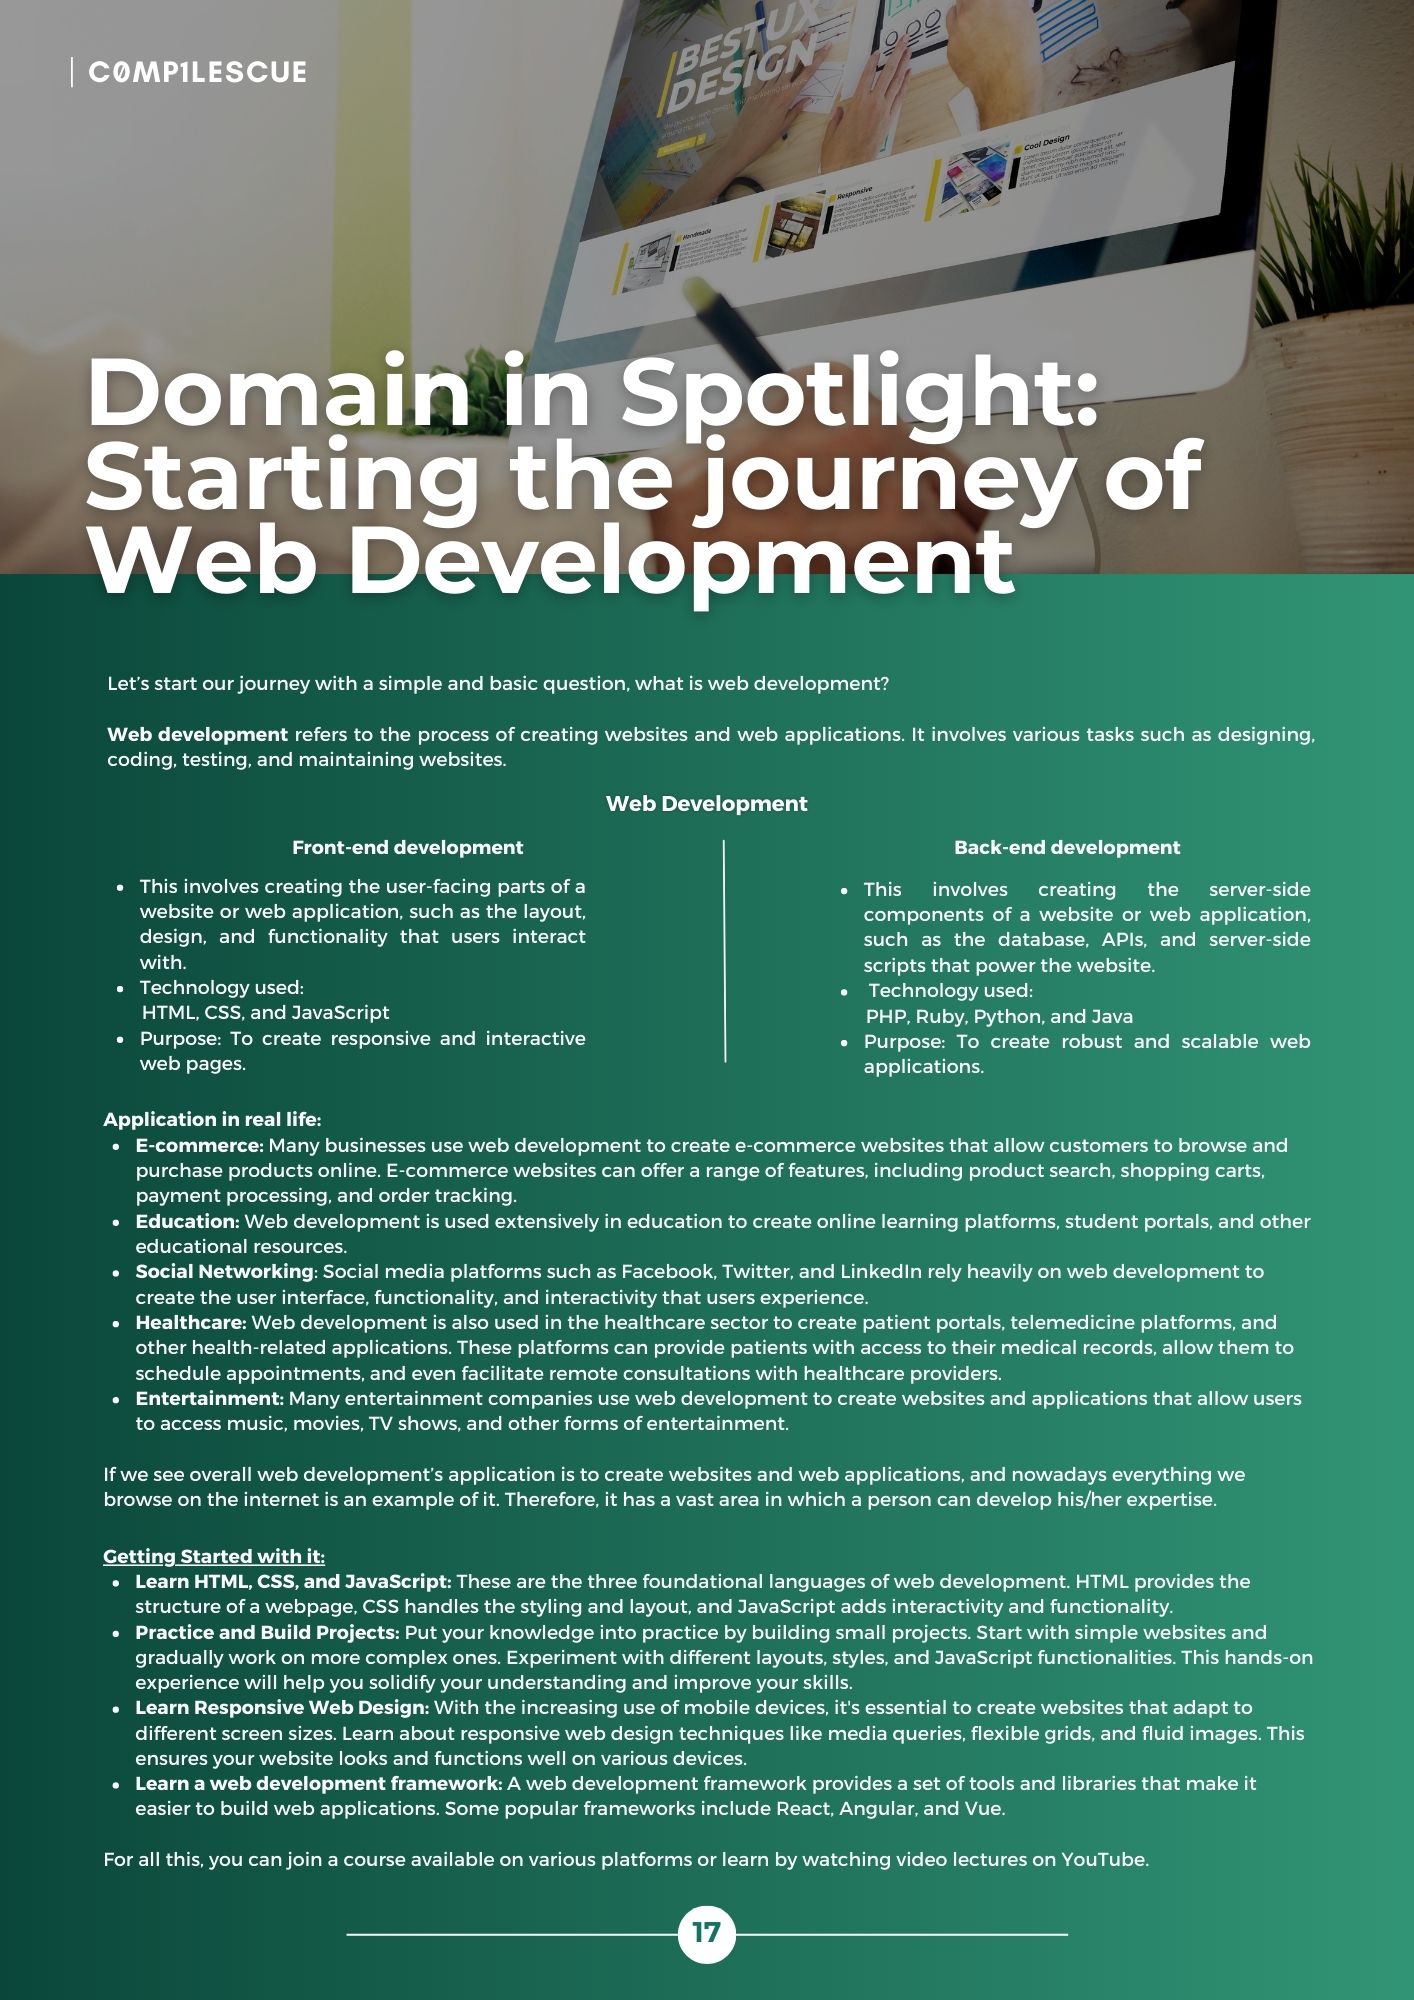 C0MP1LESCUE
BEST UX
DESIGN
Cool Design
Responsive
Handmade
Domain in Spotlight:
Starting the journey of
Web Development
Let’s start our journey with a simple and basic question, what is web development?
Web development refers to the process of creating websites and web applications. It involves various tasks such as designing,
coding, testing, and maintaining websites.
Web Development
Front-end development
• This involves creating the user-facing parts of a
website or web application, such as the layout,
design, and functionality that users interact
with.
• Technology used:
HTML, CSS, and JavaScript
• Purpose: To create responsive and interactive
web pages.
Back-end development
• This involves creating the server-side
components of a website or web application,
such as the database, APIs, and server-side
scripts that power the website.
• Technology used:
PHP, Ruby, Python, and Java
• Purpose: To create robust and scalable web
applications.
Application in real life:
• E-commerce: Many businesses use web development to create e-commerce websites that allow customers to browse and
purchase products online. E-commerce websites can offer a range of features, including product search, shopping carts,
payment processing, and order tracking.
• Education: Web development is used extensively in education to create online learning platforms, student portals, and other
educational resources.
• Social Networking: Social media platforms such as Facebook, Twitter, and LinkedIn rely heavily on web development to
create the user interface, functionality, and interactivity that users experience.
• Healthcare: Web development is also used in the healthcare sector to create patient portals, telemedicine platforms, and
other health-related applications. These platforms can provide patients with access to their medical records, allow them to
schedule appointments, and even facilitate remote consultations with healthcare providers.
• Entertainment: Many entertainment companies use web development to create websites and applications that allow users
to access music, movies, TV shows, and other forms of entertainment.
If we see overall web development’s application is to create websites and web applications, and nowadays everything we
browse on the internet is an example of it. Therefore, it has a vast area in which a person can develop his/her expertise.
Getting Started with it:
• Learn HTML, CSS, and JavaScript: These are the three foundational languages of web development. HTML provides the
structure of a webpage, CSS handles the styling and layout, and JavaScript adds interactivity and functionality.
• Practice and Build Projects: Put your knowledge into practice by building small projects. Start with simple websites and
gradually work on more complex ones. Experiment with different layouts, styles, and JavaScript functionalities. This hands-on
experience will help you solidify your understanding and improve your skills.
• Learn Responsive Web Design: With the increasing use of mobile devices, it's essential to create websites that adapt to
different screen sizes. Learn about responsive web design techniques like media queries, flexible grids, and fluid images. This
ensures your website looks and functions well on various devices.
• Learn a web development framework: A web development framework provides a set of tools and libraries that make it
easier to build web applications. Some popular frameworks include React, Angular, and Vue.
For all this, you can join a course available on various platforms or learn by watching video lectures on YouTube.
17